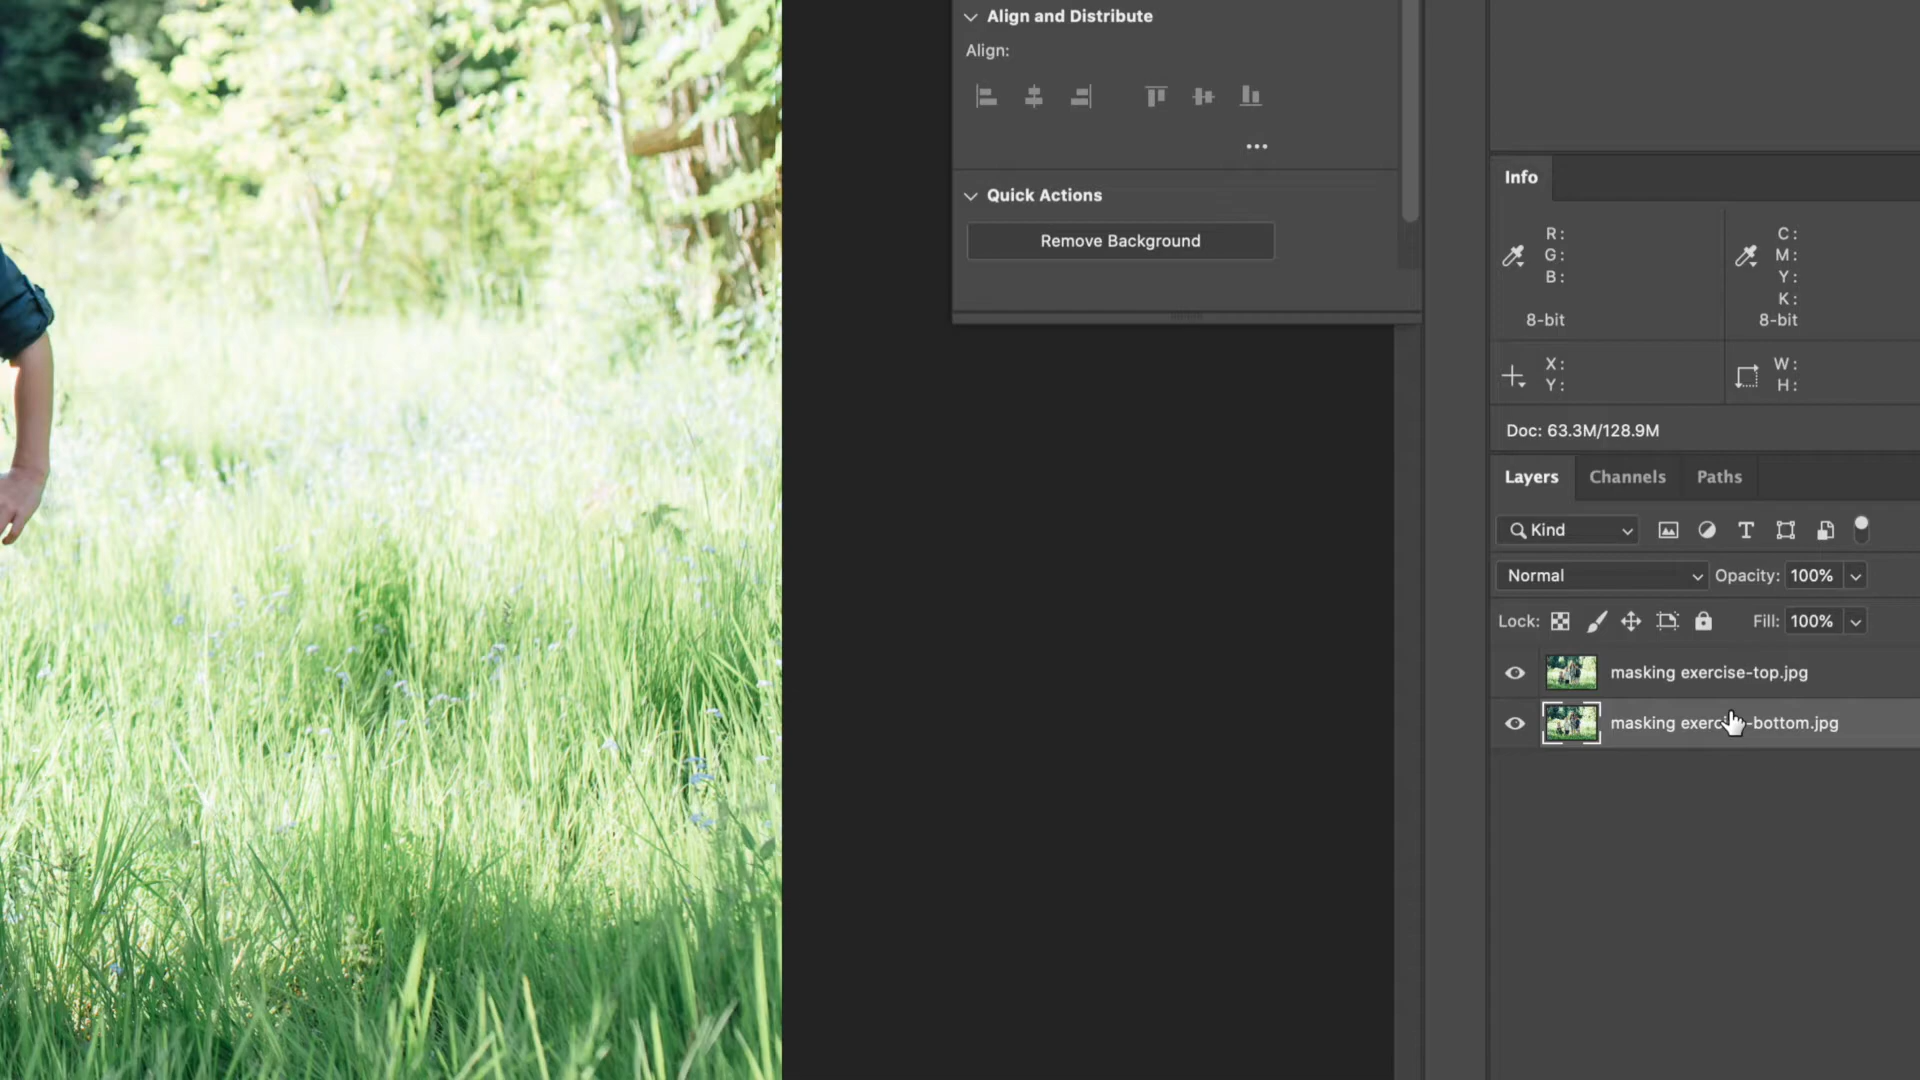 Align and Distribute
Align:
Quick Actions
Remove Background
Info
R:
G:
B:
8-bit
C:
M:
Y:
K:
8-bit
X:
Y:
W:
H:
Doc: 63.3M/128.9M
Layers Channels Paths
Kind
Normal Opacity: 100%
Lock: Fill: 100%
masking exercise-top.jpg
masking exerc -bottom.jpg